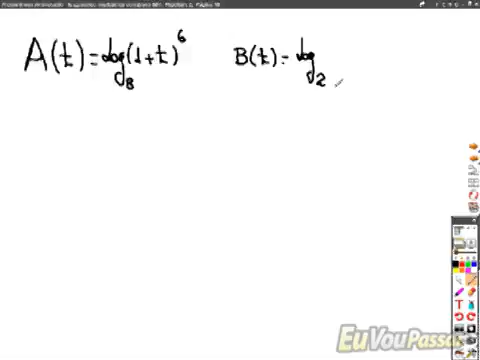 A(t) = log₈(1+t)⁶ B(t) = log₂
EuVouPassar